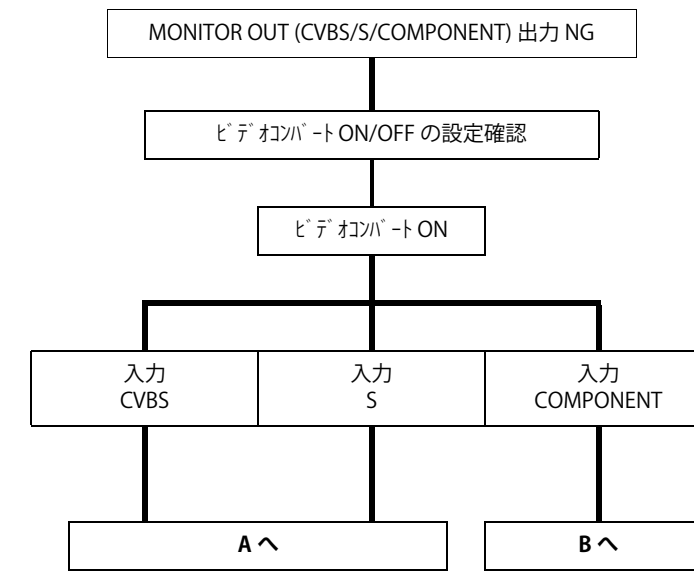 MONITOR OUT (CVBS/S/COMPONENT) 出力 NG
ﾋﾞﾃﾞｵｺﾝﾊﾞｰﾄ ON/OFF の設定確認
ﾋﾞﾃﾞｵｺﾝﾊﾞｰﾄ ON
入力
CVBS
入力
S
入力
COMPONENT
A へ
B へ